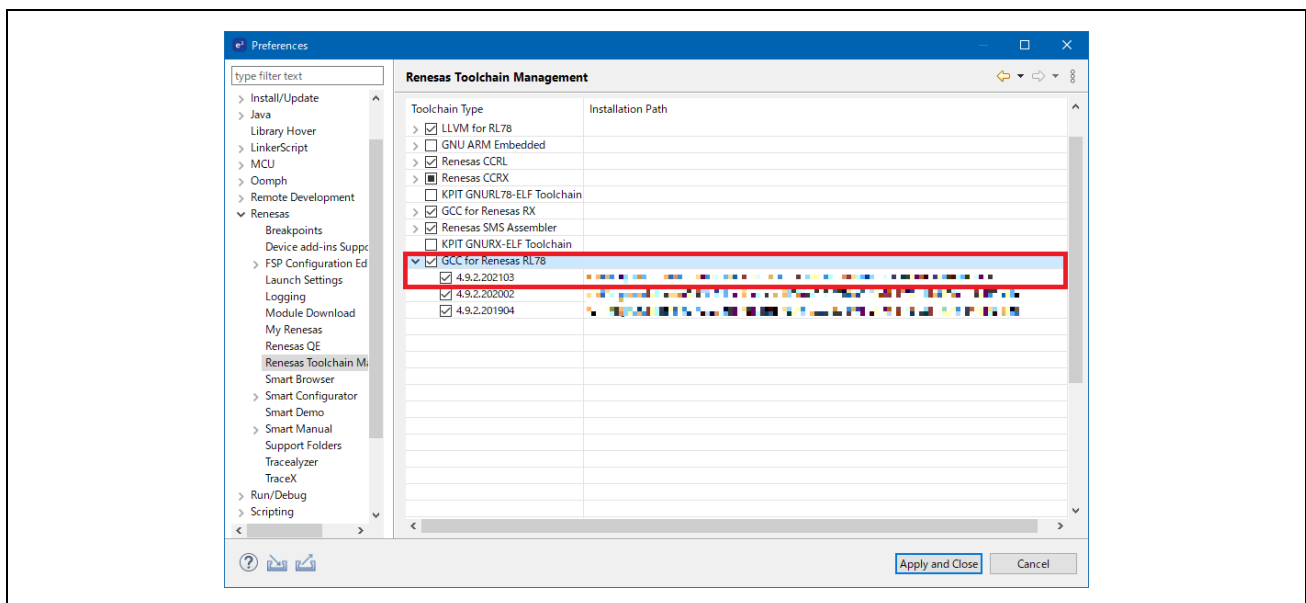 e² Preferences
type filter text
Install/Update
Java
Library Hover
LinkerScript
MCU
Oomph
Remote Development
Renesas
Breakpoints
Device add-ins Suppc
FSP Configuration Ed
Launch Settings
Logging
Module Download
My Renesas
Renesas QE
Renesas Toolchain Ma
Smart Browser
Smart Configurator
Smart Demo
Smart Manual
Support Folders
Tracealyzer
TraceX
Run/Debug
Scripting
Renesas Toolchain Management
Toolchain Type Installation Path
LLVM for RL78
GNU ARM Embedded
Renesas CCRL
Renesas CCRX
KPIT GNURL78-ELF Toolchain
GCC for Renesas RX
Renesas SMS Assembler
KPIT GNURX-ELF Toolchain
GCC for Renesas RL78
4.9.2.202103
4.9.2.202002
4.9.2.201904
Apply and Close Cancel